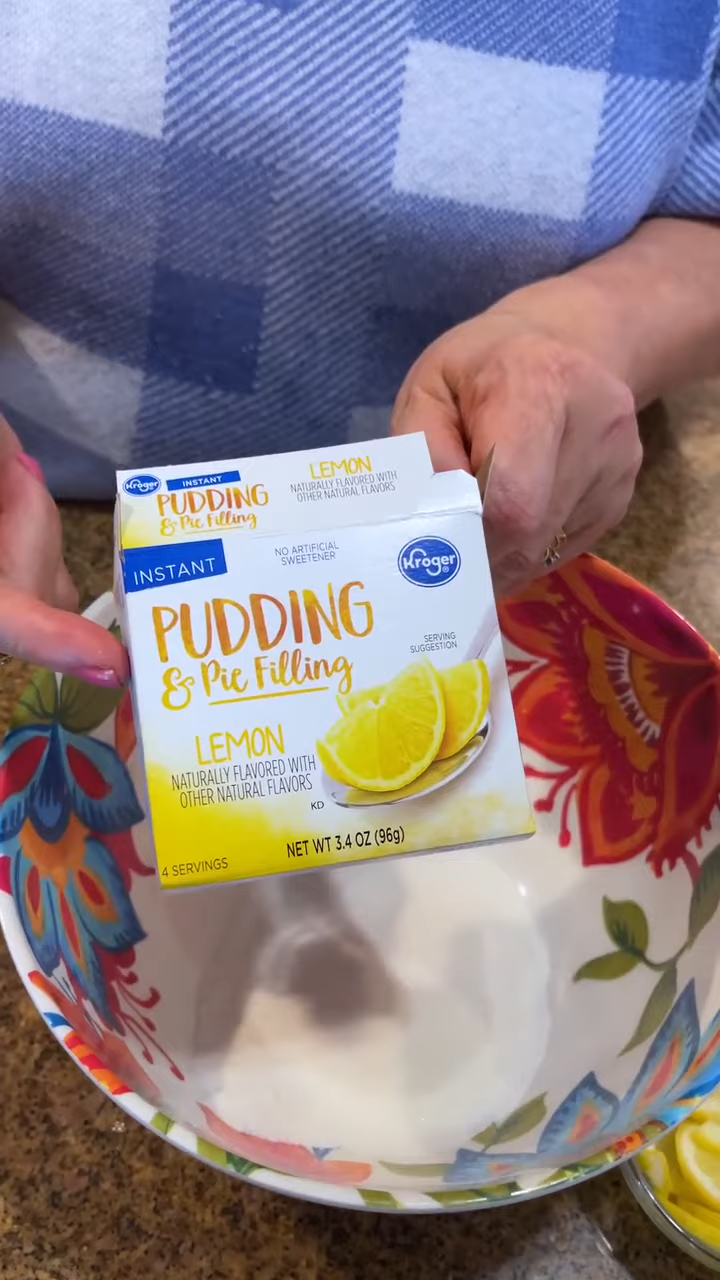 Kroger
INSTANT
PUDDING
& Pie Filling
LEMON
NATURALLY FLAVORED WITH
OTHER NATURAL FLAVORS
INSTANT
NO ARTIFICIAL
SWEETENER
Kroger®
PUDDING
& Pie Filling
SERVING
SUGGESTION
LEMON
NATURALLY FLAVORED WITH
OTHER NATURAL FLAVORS
KD
4 SERVINGS
NET WT 3.4 OZ (96g)